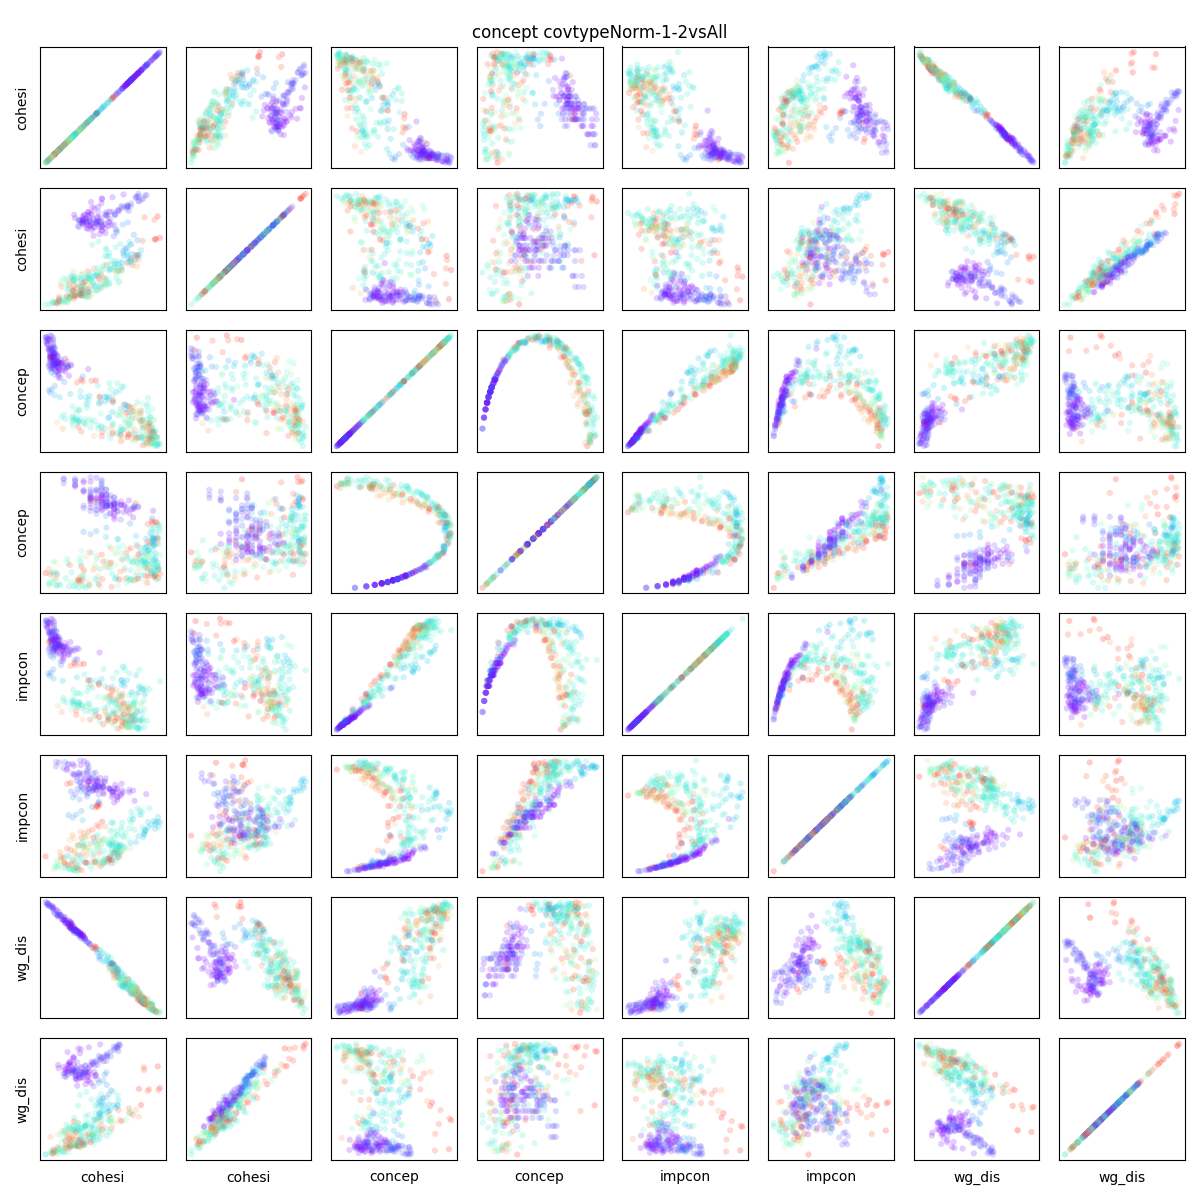 concept covtypeNorm-1-2vsAll
cohesi
cohesi
concep
concep
impcon
impcon
wg_dis
wg_dis
cohesi cohesi concep concep impcon impcon wg_dis wg_dis